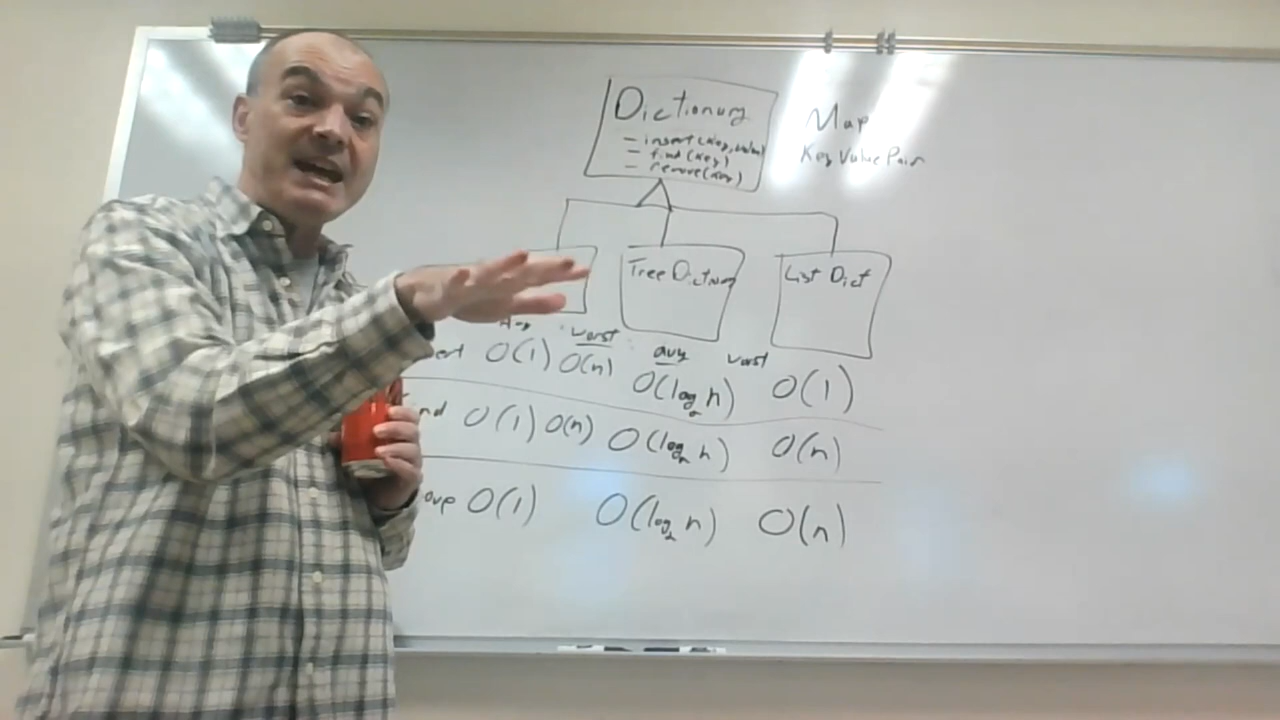 Dictionary
- insert(key, value)
- find(key)
- remove(key)
Map
Key Value Pair
Tree Dictionary
List Dict
worst
avg
worst
O(1) O(n) O(log₂ n) O(1)
O(1) O(n) O(log₂ n) O(n)
O(1) O(log₂ n) O(n)